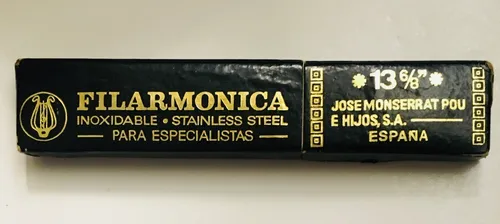 FILARMONICA
INOXIDABLE • STAINLESS STEEL
— PARA ESPECIALISTAS —
* 13 6/8" *
JOSE MONSERRAT POU
E HIJOS, S.A. —
ESPAÑA